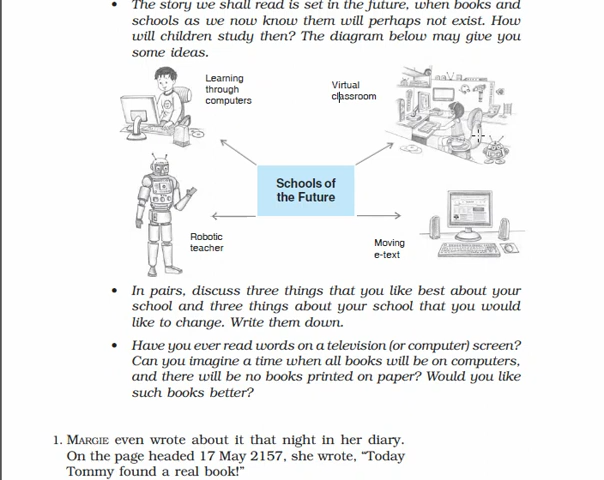 • The story we shall read is set in the future, when books and
schools as we now know them will perhaps not exist. How
will children study then? The diagram below may give you
some ideas.
Learning
through
computers
Virtual
classroom
Schools of
the Future
Robotic
teacher
Moving
e-text
• In pairs, discuss three things that you like best about your
school and three things about your school that you would
like to change. Write them down.
• Have you ever read words on a television (or computer) screen?
Can you imagine a time when all books will be on computers,
and there will be no books printed on paper? Would you like
such books better?
1. MARGIE even wrote about it that night in her diary.
On the page headed 17 May 2157, she wrote, “Today
Tommy found a real book!”